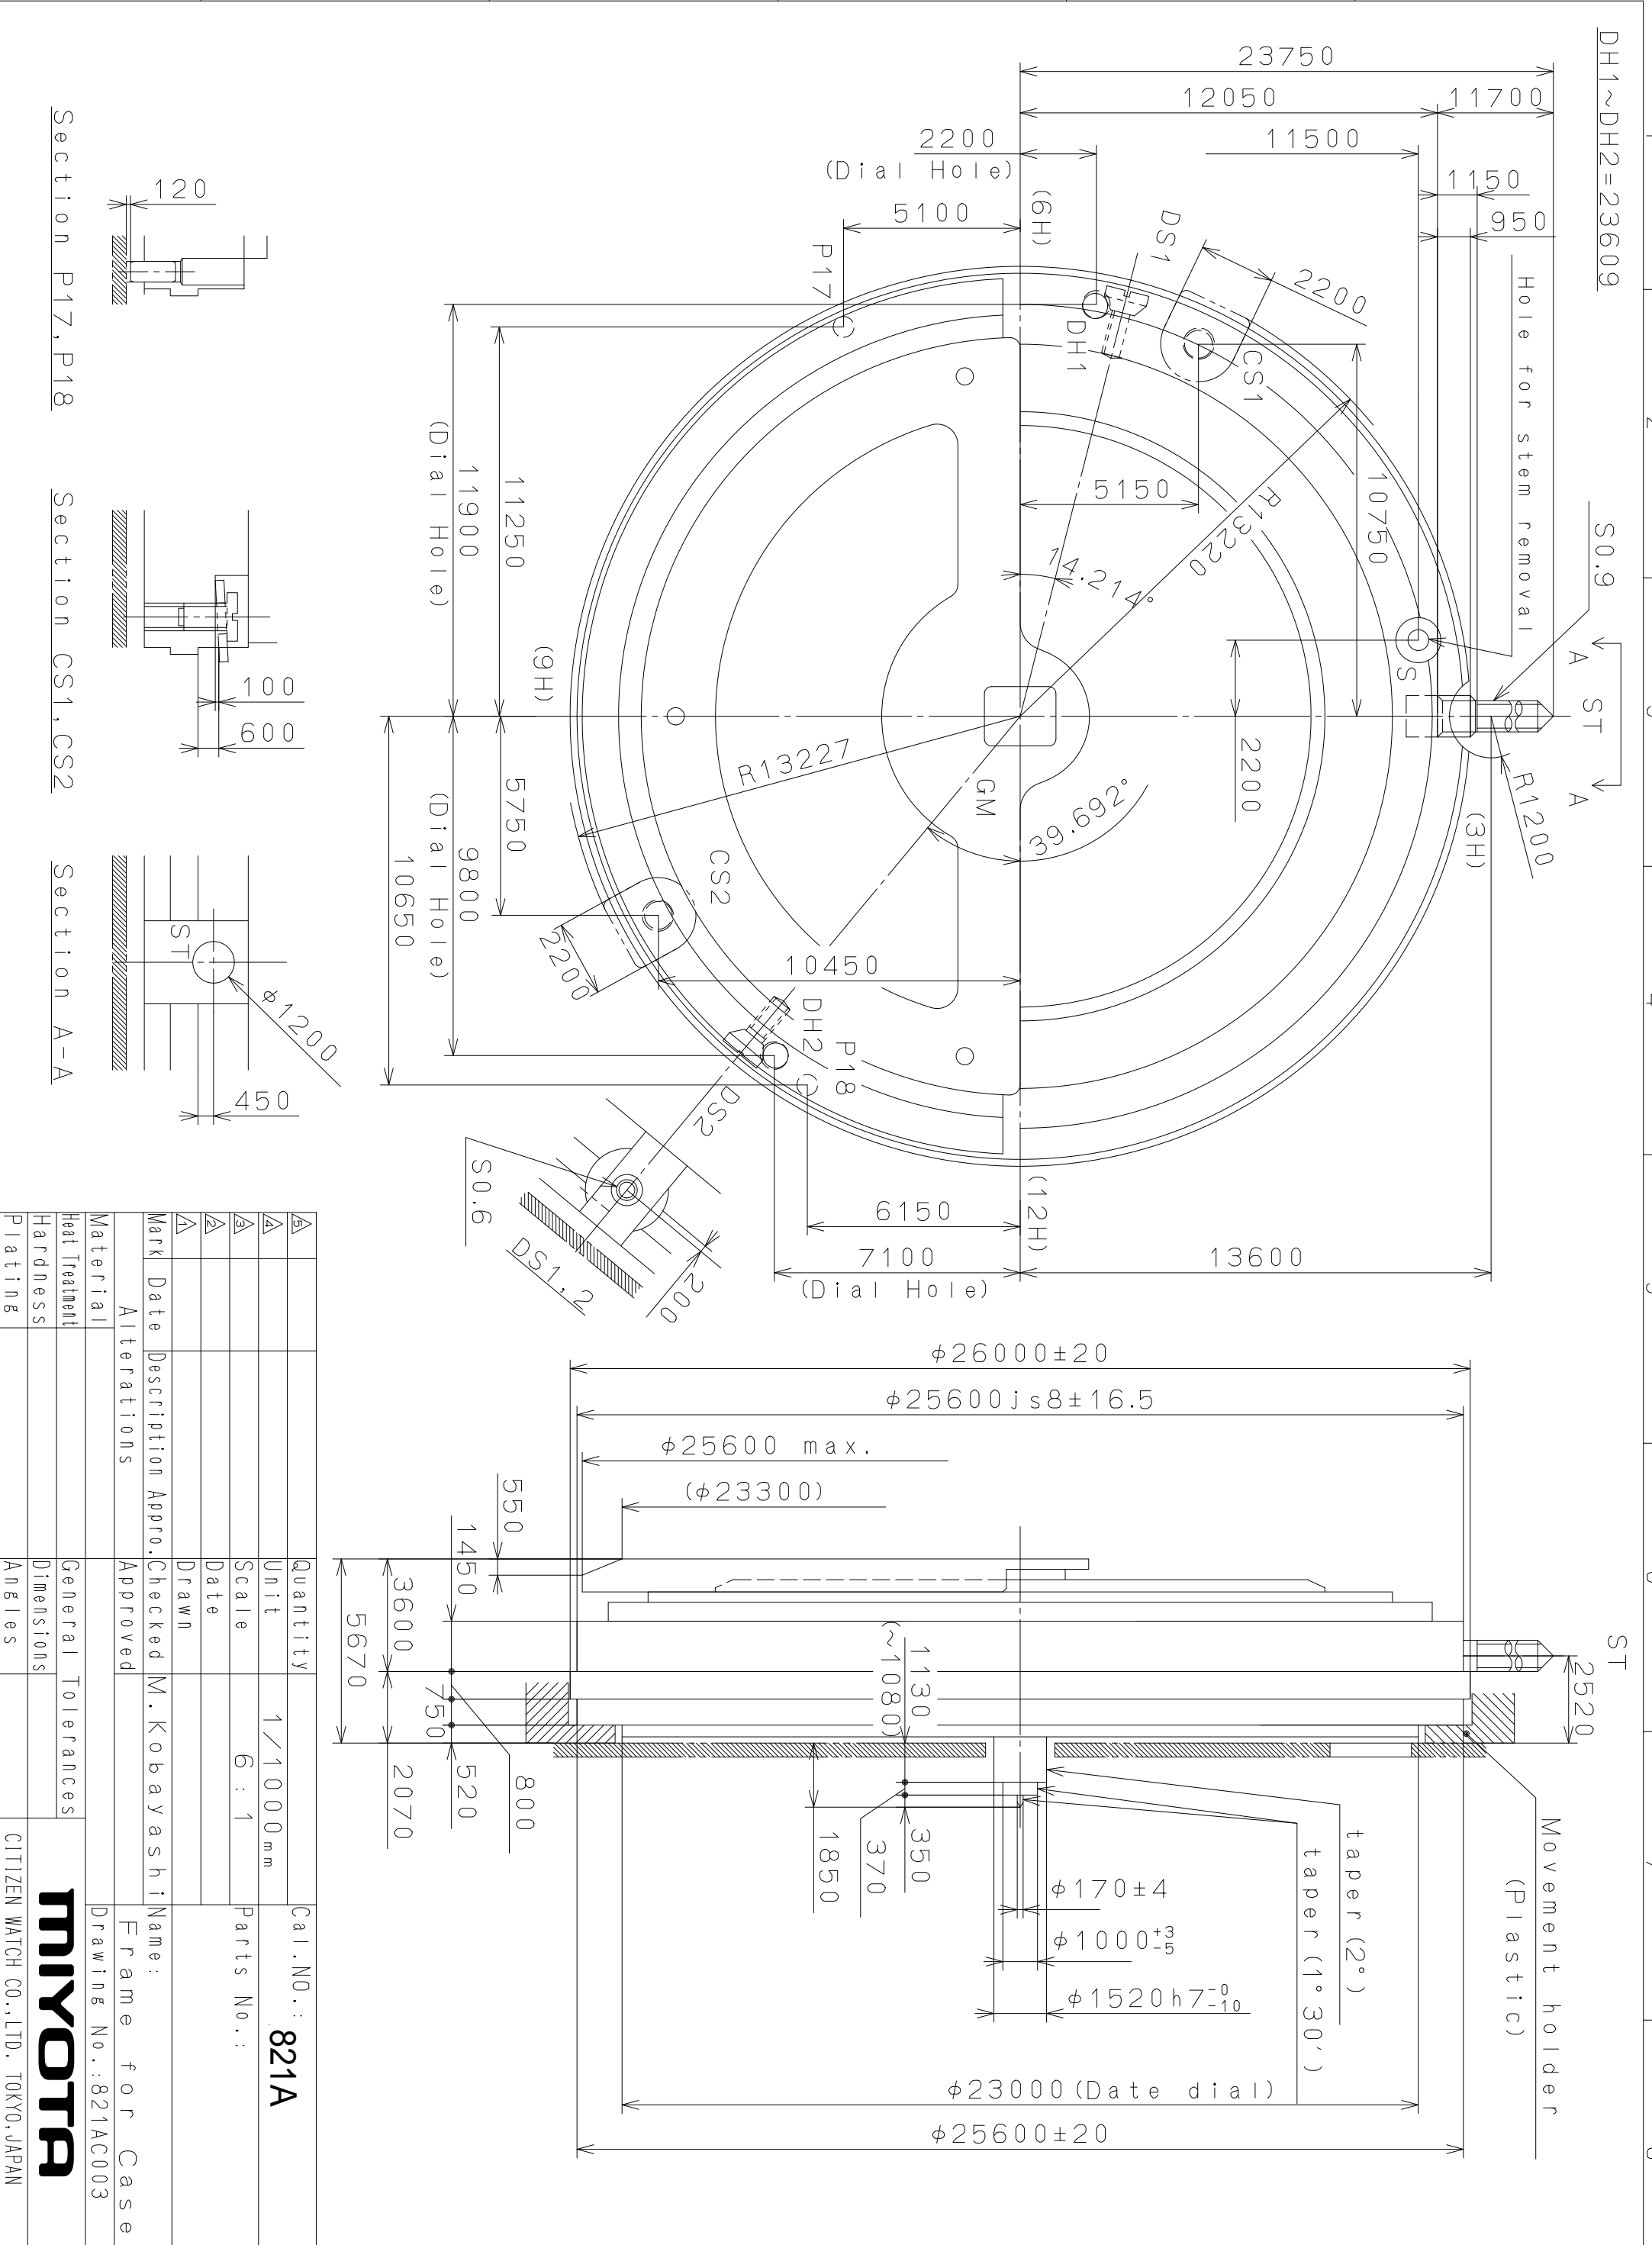 DH1~DH2=23609
23750
12050
11700
2200
(Dial Hole)
11500
1150
950
5100
(6H)
DS1
P17
DH1
CS1
2200
Hole for stem removal
S0.9
A
ST
A
S
R1200
(3H)
10750
5150
R13220
14.214°
2200
11250
11900
(Dial Hole)
(9H)
R13227
GM
39.692°
5750
9800
(Dial Hole)
10650
CS2
2200
10450
DH2
P18
DS2
S0.6
DS1,2
200
(12H)
6150
7100
(Dial Hole)
13600
120
Section P17,P18
100
600
Section CS1,CS2
ST
φ1200
450
Section A-A
φ26000±20
φ25600js8±16.5
φ25600 max.
(φ23300)
550
1450
3600
5670
750
520
2070
800
1130
(~1080)
1850
370
350
φ170±4
φ1000+3-5
φ1520h7-0-10
φ23000(Date dial)
φ25600±20
taper(2°)
taper(1°30')
ST
2520
Movement holder
(Plastic)
5
4
3
2
1
Mark Date Description Appro.
Alterations
Material
Heat Treatment
Hardness
Plating
Quantity
Unit 1/1000mm
Scale 6:1
Date
Drawn
Checked M.Kobayashi
Approved
General Tolerances
Dimensions
Angles
Cal.NO.: 821A
Parts No.:
Name:
Frame for Case
Drawing No.:821AC003
MIYOTA
CITIZEN WATCH CO.,LTD. TOKYO,JAPAN